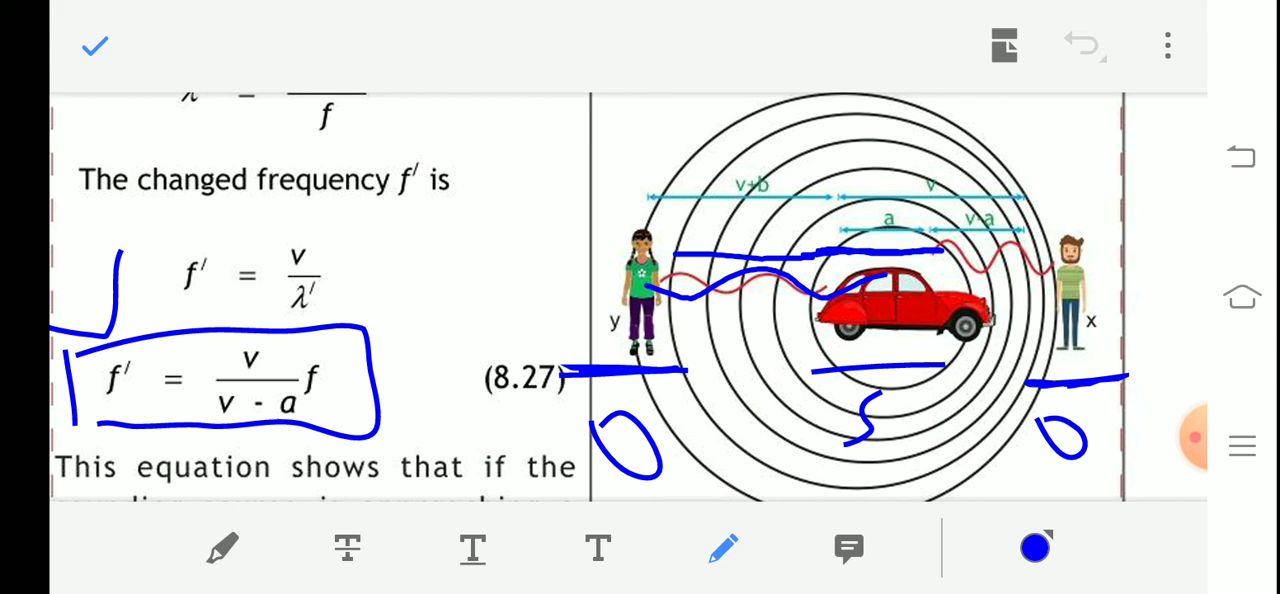 λ =
f
The changed frequency f′ is
f′ = v
λ′
f′ = v f (8.27)
v - a
This equation shows that if the
v+b v
a v-a
y x
S
O O
T T T